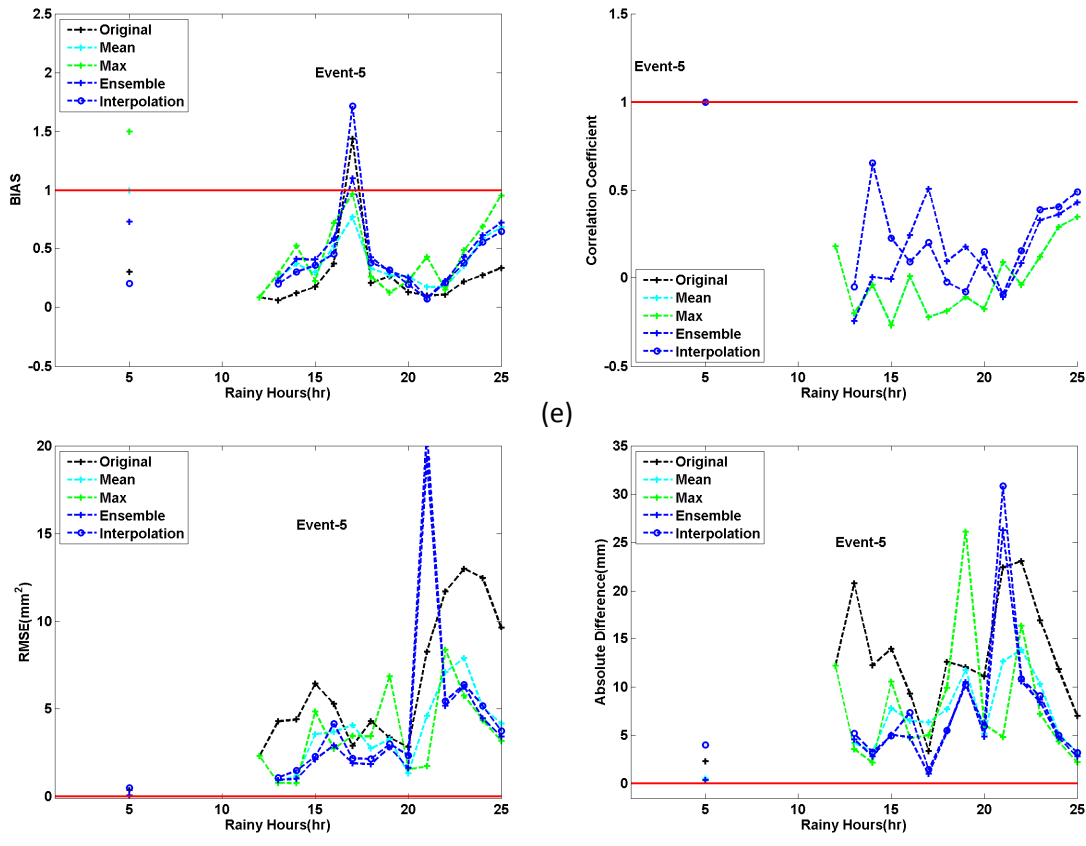 2.5
2
1.5
1
0.5
0
-0.5
BIAS
Original
Mean
Max
Ensemble
Interpolation
Event-5
5
10
15
20
25
Rainy Hours(hr)
1.5
1
0.5
0
-0.5
Correlation Coefficient
Event-5
Original
Mean
Max
Ensemble
Interpolation
5
10
15
20
25
Rainy Hours(hr)
(e)
20
15
10
5
0
RMSE(mm²)
Original
Mean
Max
Ensemble
Interpolation
Event-5
5
10
15
20
25
Rainy Hours(hr)
35
30
25
20
15
10
5
0
Absolute Difference(mm)
Original
Mean
Max
Ensemble
Interpolation
Event-5
5
10
15
20
25
Rainy Hours(hr)